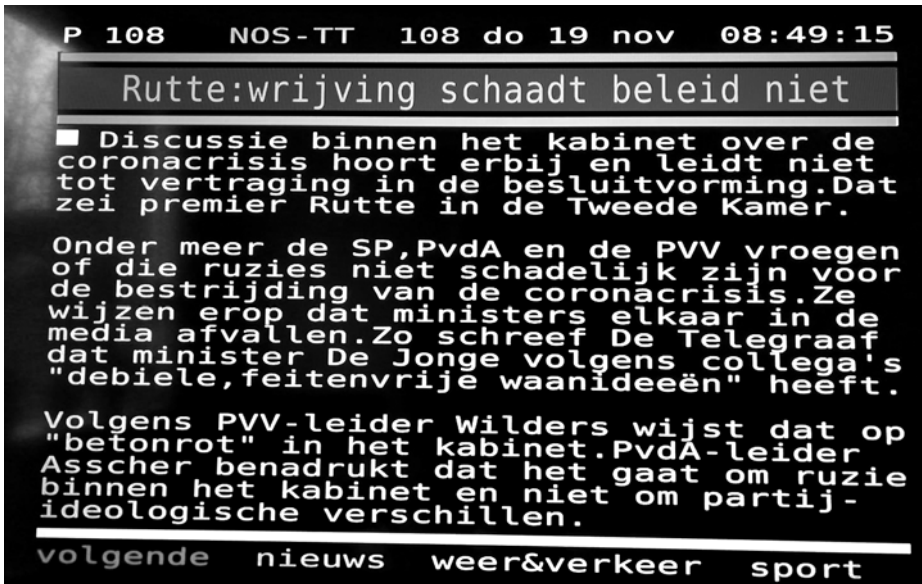 P 108 NOS-TT 108 do 19 nov 08:49:15
Rutte:wrijving schaadt beleid niet
Discussie binnen het kabinet over de
coronacrisis hoort erbij en leidt niet
tot vertraging in de besluitvorming.Dat
zei premier Rutte in de Tweede Kamer.
Onder meer de SP,PvdA en de PVV vroegen
of die ruzies niet schadelijk zijn voor
de bestrijding van de coronacrisis.Ze
wijzen erop dat ministers elkaar in de
media afvallen.Zo schreef De Telegraaf
dat minister De Jonge volgens collega's
"debiele,feitenvrije waanideeën" heeft.
Volgens PVV-leider Wilders wijst dat op
"betonrot" in het kabinet.PvdA-leider
Asscher benadrukt dat het gaat om ruzie
binnen het kabinet en niet om partij-
ideologische verschillen.
volgende nieuws weer&verkeer sport